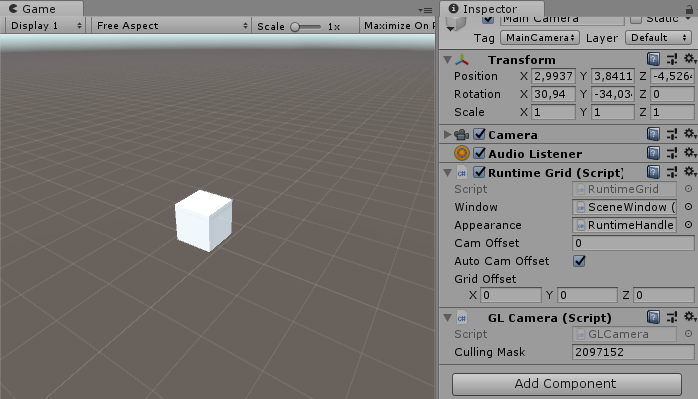 Game
Display 1 Free Aspect Scale 1x Maximize On
Inspector
Main Camera Static
Tag MainCamera Layer Default
Transform
Position X 2,9937 Y 3,8411 Z -4,526
Rotation X 30,94 Y -34,03 Z 0
Scale X 1 Y 1 Z 1
Camera
Audio Listener
C# Runtime Grid (Script)
Script RuntimeGrid
Window SceneWindow (
Appearance RuntimeHandle
Cam Offset 0
Auto Cam Offset
Grid Offset
X 0 Y 0 Z 0
C# GL Camera (Script)
Script GLCamera
Culling Mask 2097152
Add Component